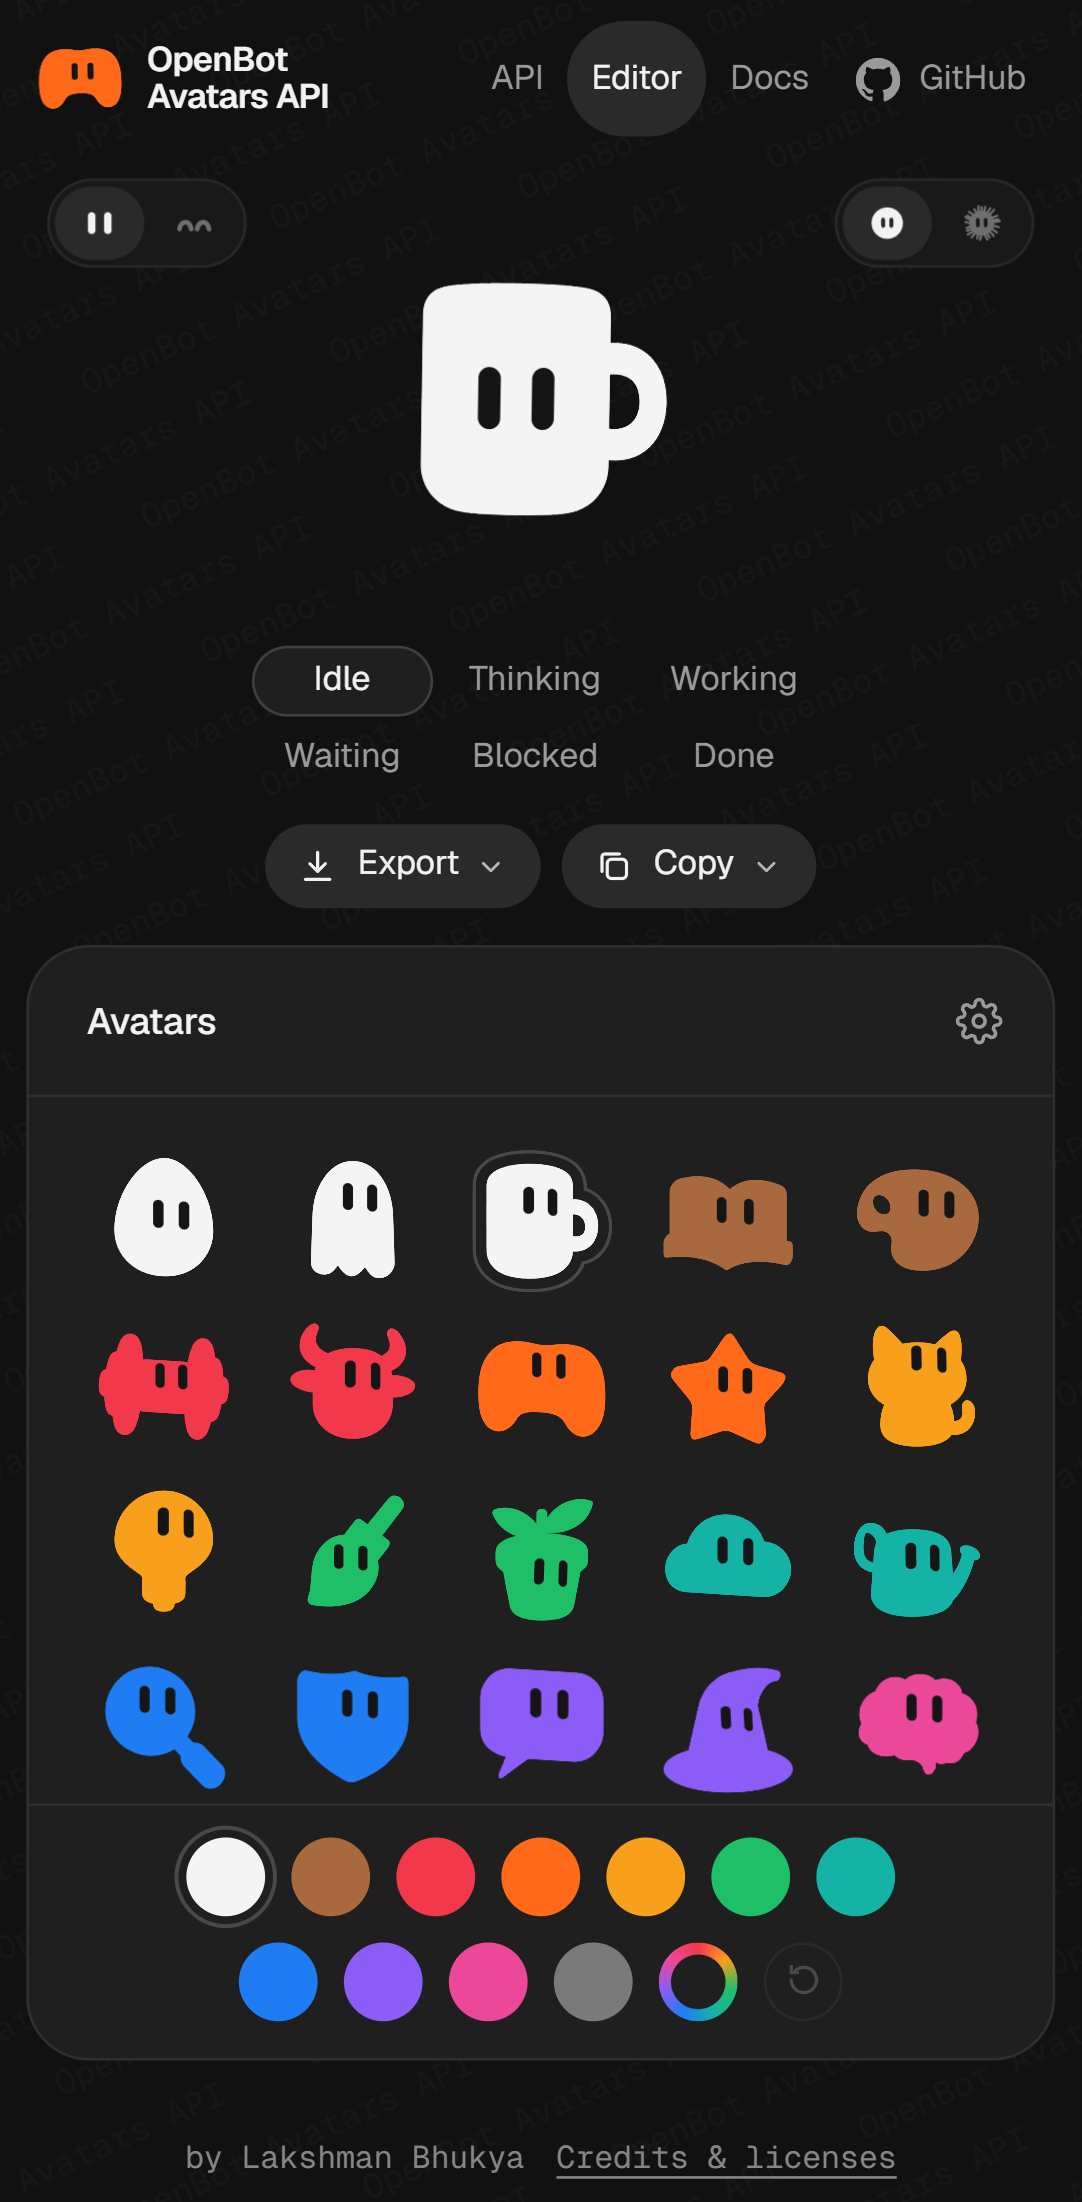 OpenBot
Avatars API
API
Editor
Docs
GitHub
Idle
Thinking
Working
Waiting
Blocked
Done
Export
Copy
Avatars
by Lakshman Bhukya Credits & licenses